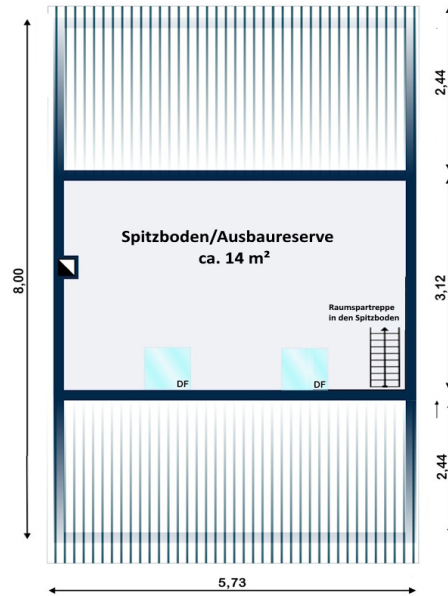 2,44
8,00
Spitzboden/Ausbaureserve
ca. 14 m²
3,12
Raumspartreppe
in den Spitzboden
DF
DF
2,44
5,73